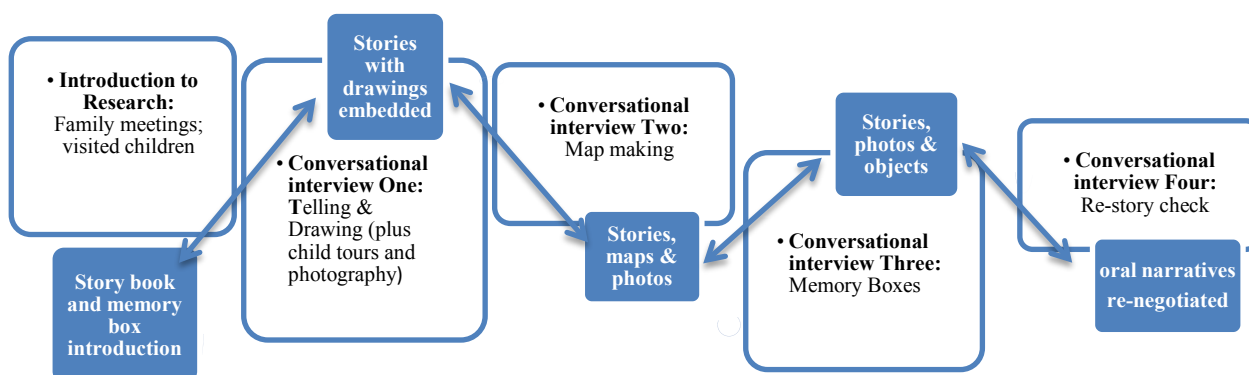 • Introduction to
Research:
Family meetings;
visited children
Story book
and memory
box
introduction
Stories
with
drawings
embedded
• Conversational
interview One:
Telling &
Drawing (plus
child tours and
photography)
• Conversational
interview Two:
Map making
Stories,
maps &
photos
Stories,
photos &
objects
• Conversational
interview Three:
Memory Boxes
• Conversational
interview Four:
Re-story check
oral narratives
re-negotiated